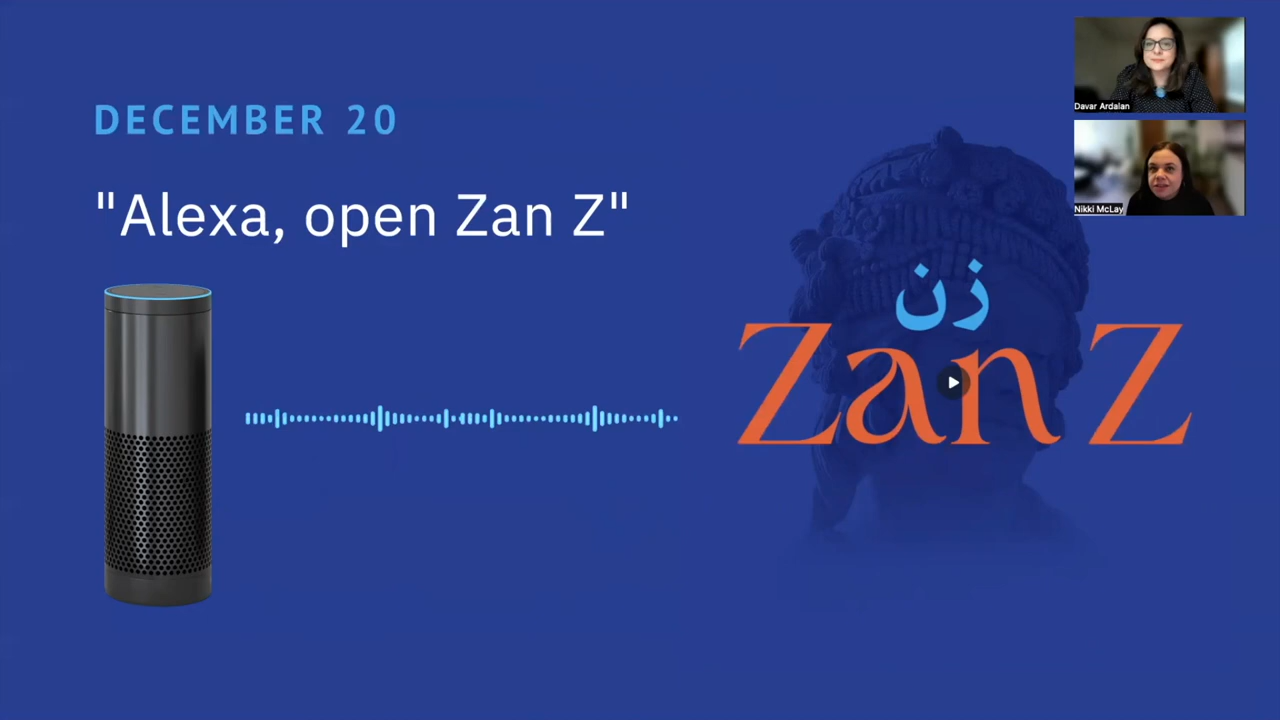 DECEMBER 20
"Alexa, open Zan Z"
زن
Zan Z
Davar Ardalan
Nikki McLay